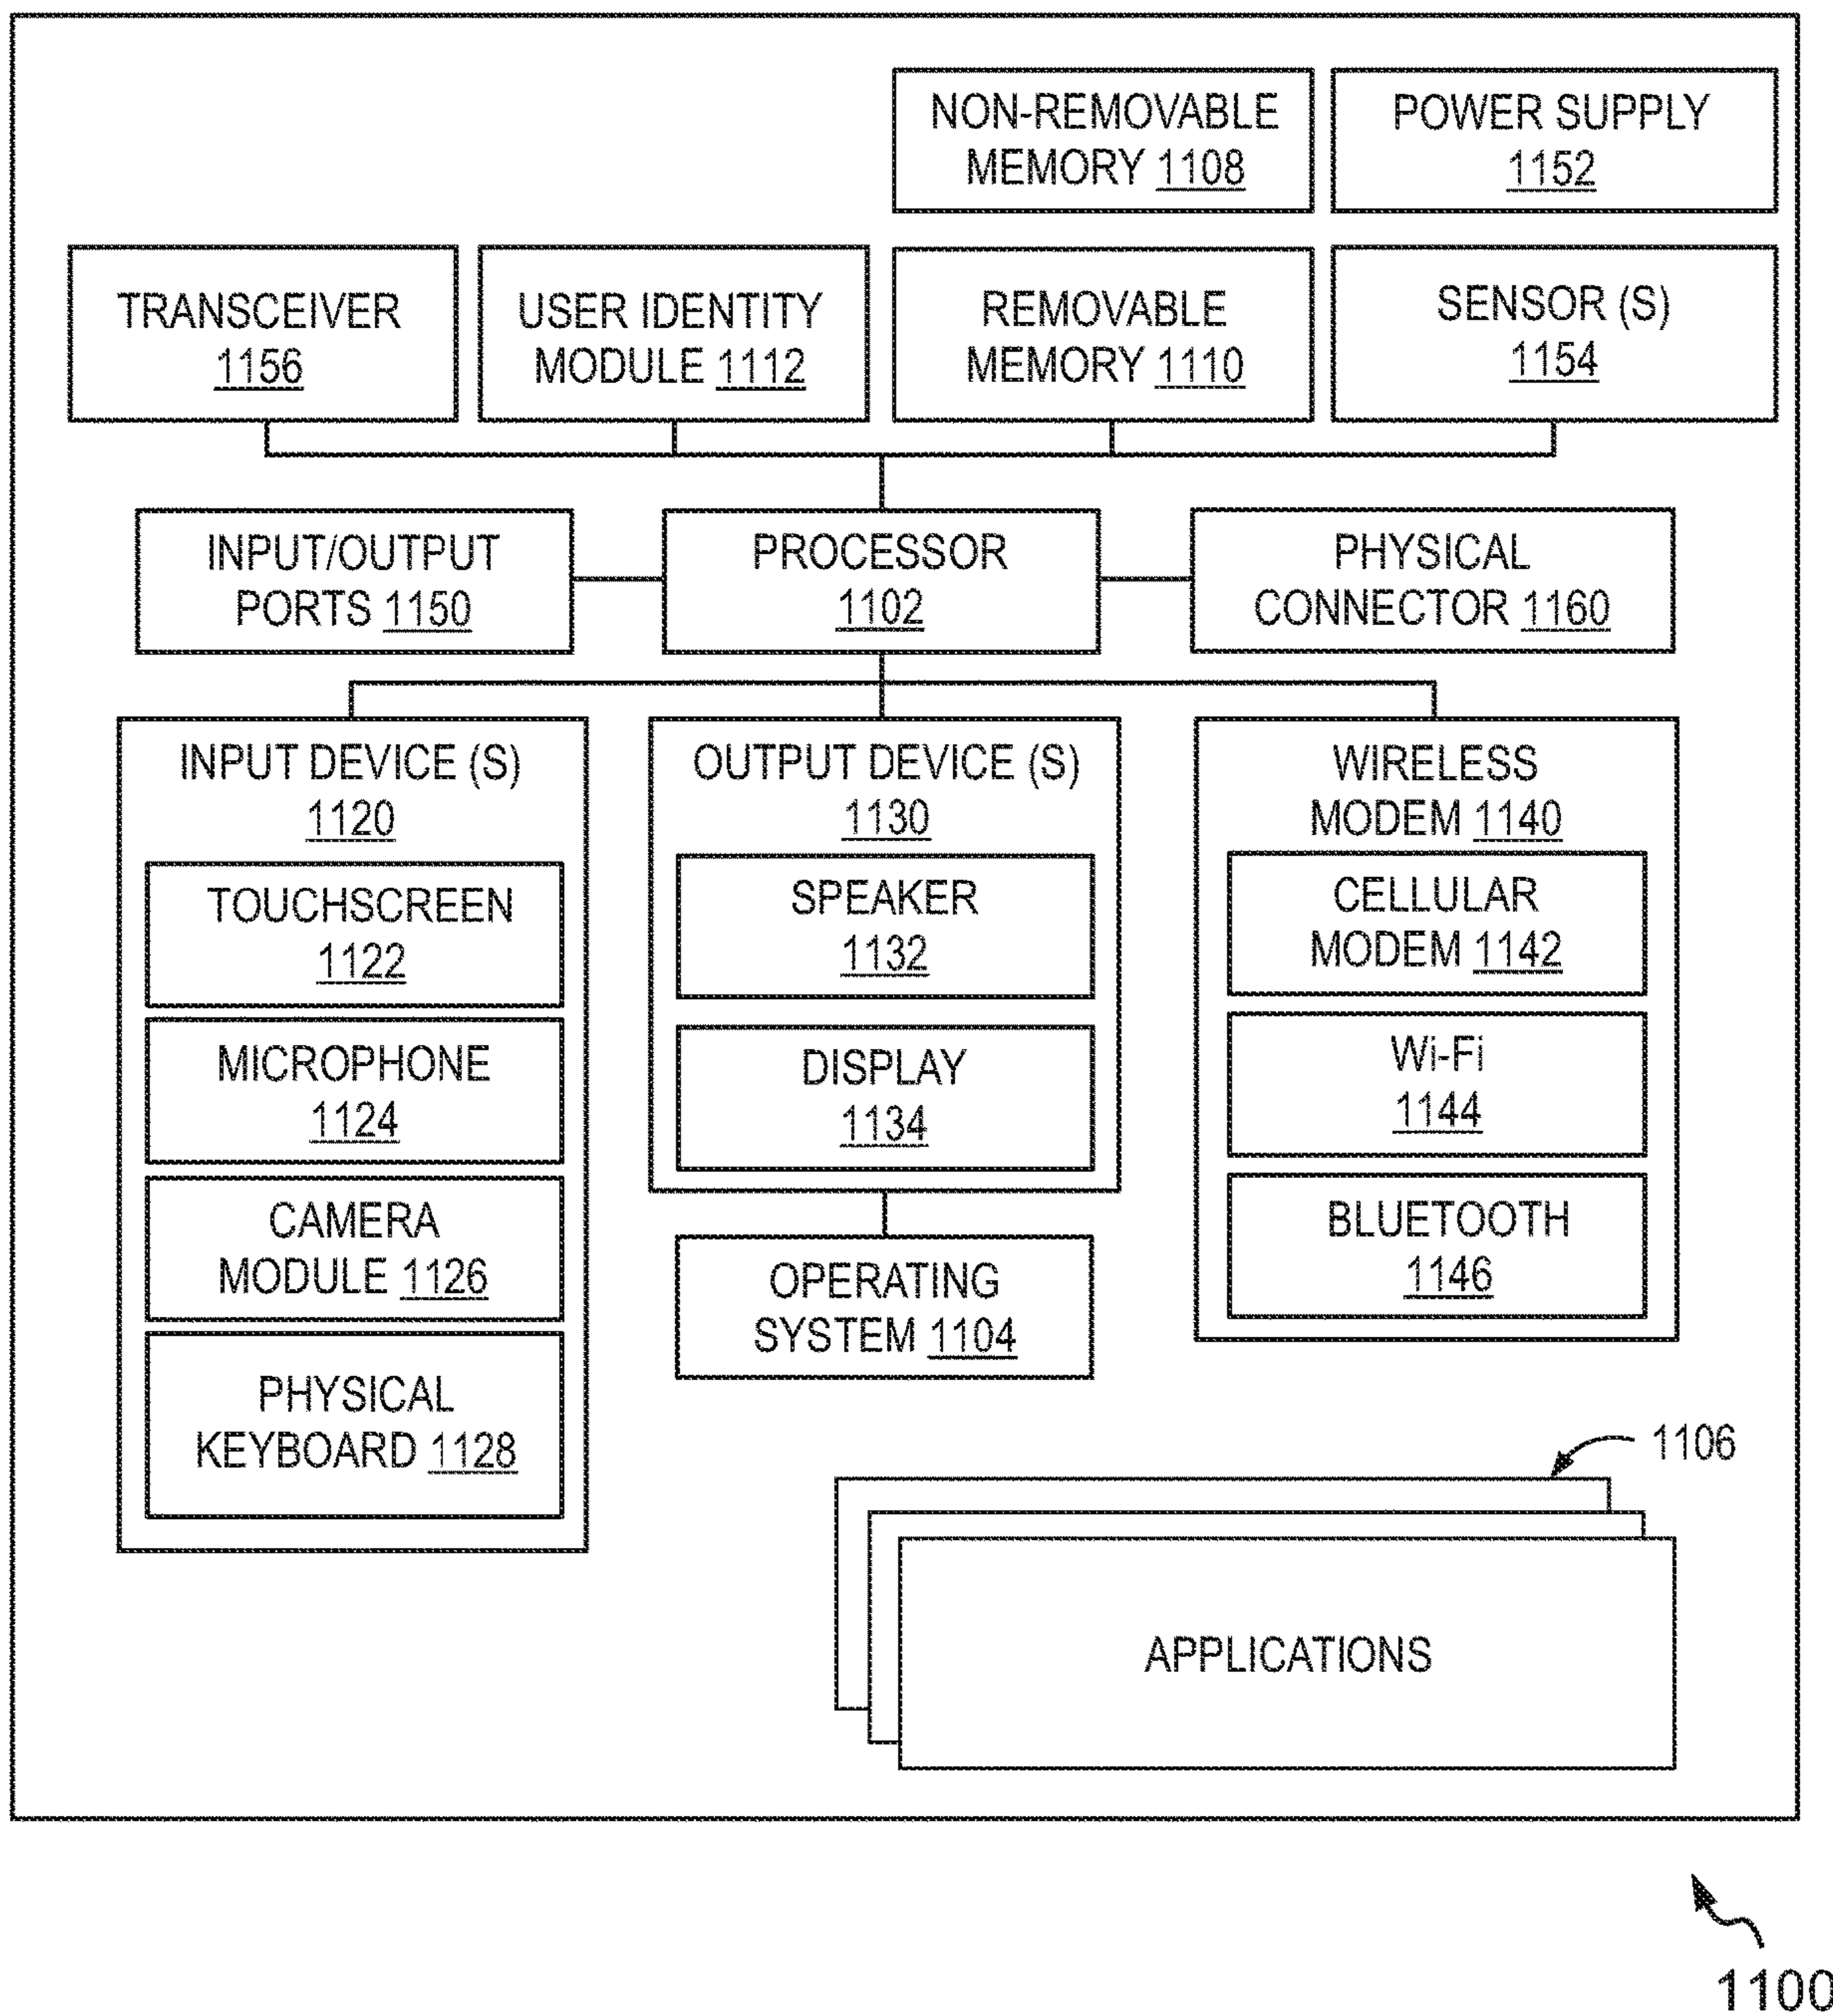 NON-REMOVABLE
MEMORY 1108
POWER SUPPLY
1152
TRANSCEIVER
1156
USER IDENTITY
MODULE 1112
REMOVABLE
MEMORY 1110
SENSOR (S)
1154
INPUT/OUTPUT
PORTS 1150
PROCESSOR
1102
PHYSICAL
CONNECTOR 1160
INPUT DEVICE (S)
1120
TOUCHSCREEN
1122
MICROPHONE
1124
CAMERA
MODULE 1126
PHYSICAL
KEYBOARD 1128
OUTPUT DEVICE (S)
1130
SPEAKER
1132
DISPLAY
1134
OPERATING
SYSTEM 1104
WIRELESS
MODEM 1140
CELLULAR
MODEM 1142
Wi-Fi
1144
BLUETOOTH
1146
1106
APPLICATIONS
1100